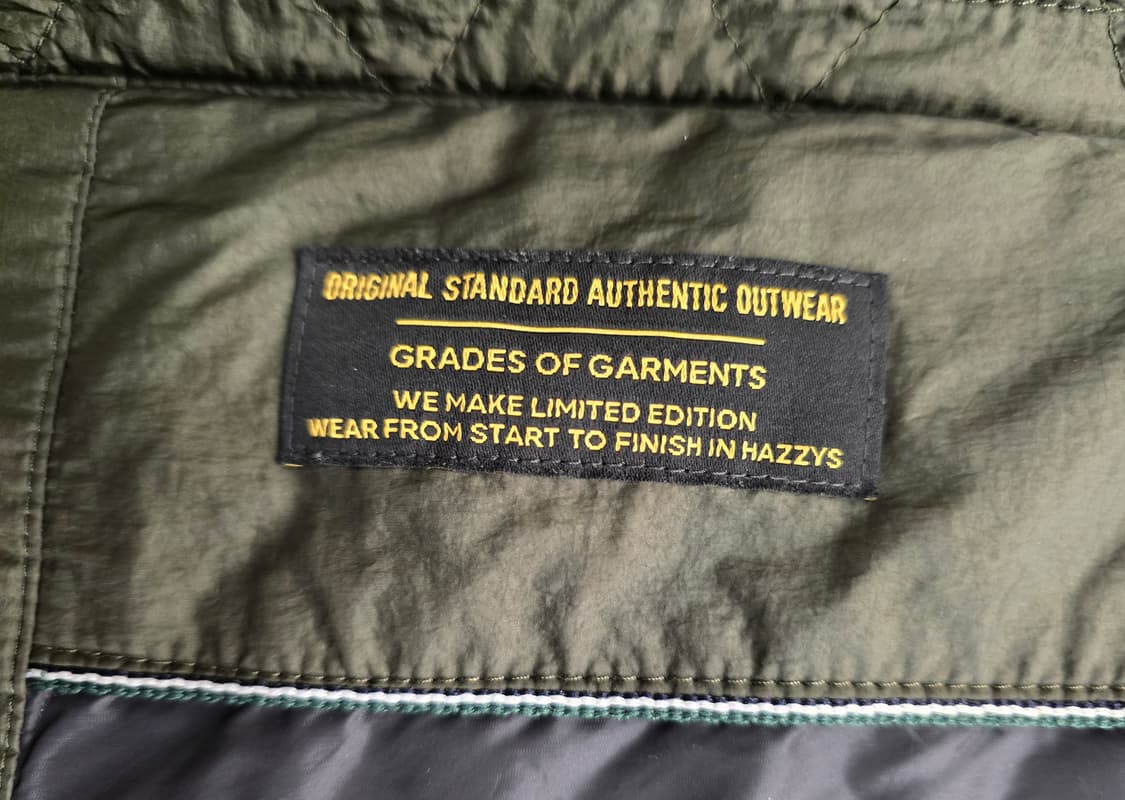 ORIGINAL STANDARD AUTHENTIC OUTWEAR
GRADES OF GARMENTS
WE MAKE LIMITED EDITION
WEAR FROM START TO FINISH IN HAZZYS